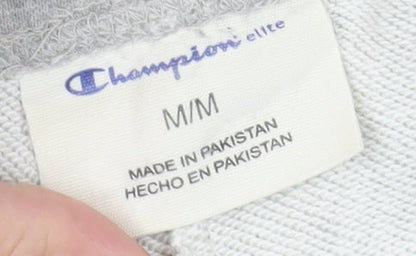 Champion elite
M/M
MADE IN PAKISTAN
HECHO EN PAKISTAN